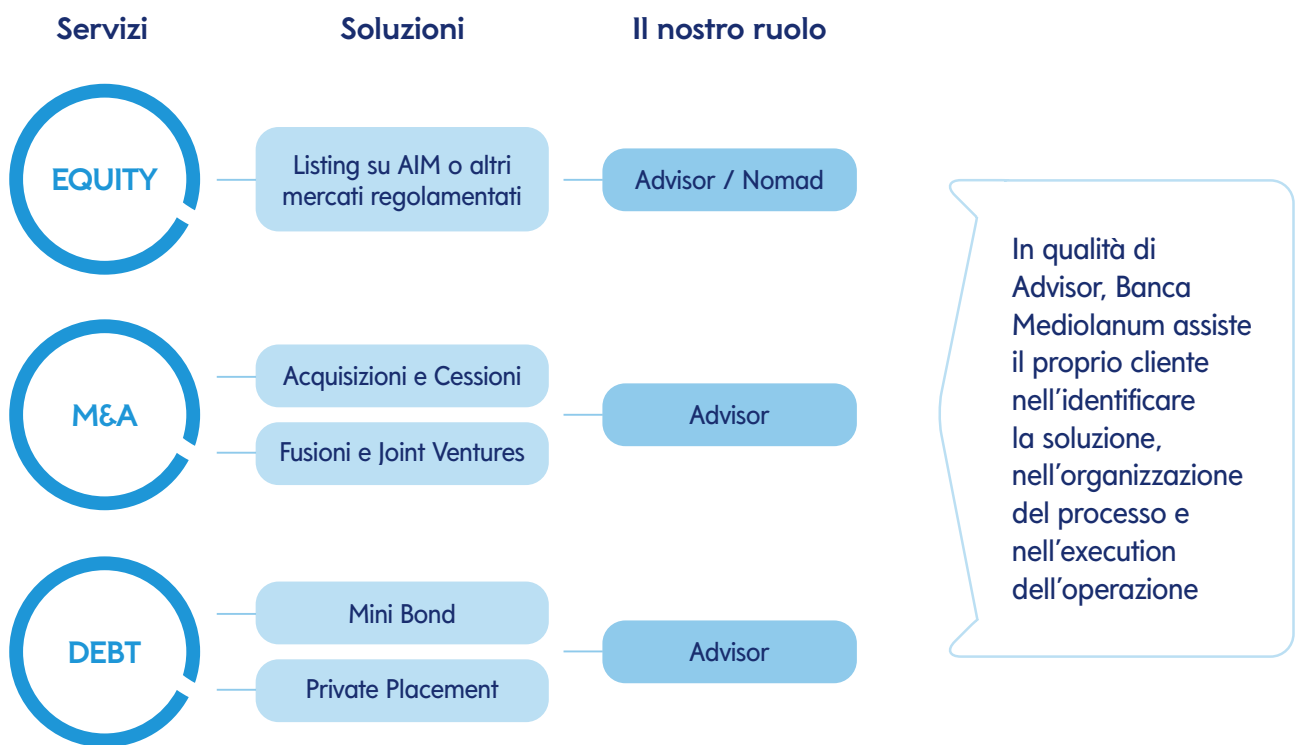 Servizi
Soluzioni
Il nostro ruolo
EQUITY
Listing su AIM o altri
mercati regolamentati
Advisor / Nomad
M&A
Acquisizioni e Cessioni
Fusioni e Joint Ventures
Advisor
DEBT
Mini Bond
Private Placement
Advisor
In qualità di
Advisor, Banca
Mediolanum assiste
il proprio cliente
nell'identificare
la soluzione,
nell'organizzazione
del processo e
nell'execution
dell'operazione